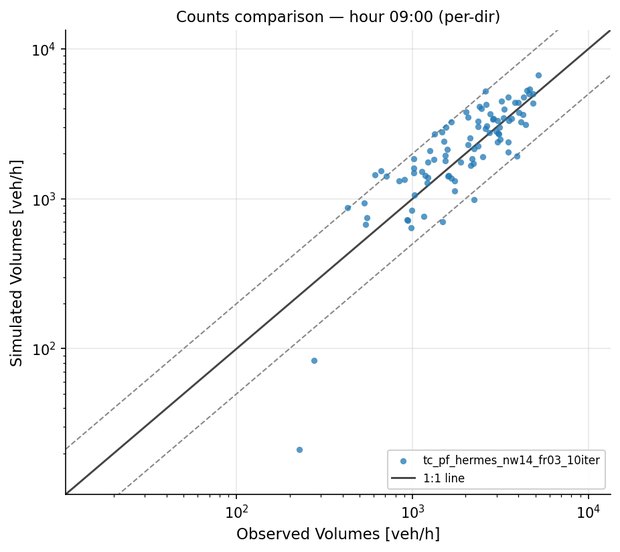 Counts comparison — hour 09:00 (per-dir)
Simulated Volumes [veh/h]
10⁴
10³
10²
10² 10³ 10⁴
Observed Volumes [veh/h]
tc_pf_hermes_nw14_fr03_10iter
1:1 line